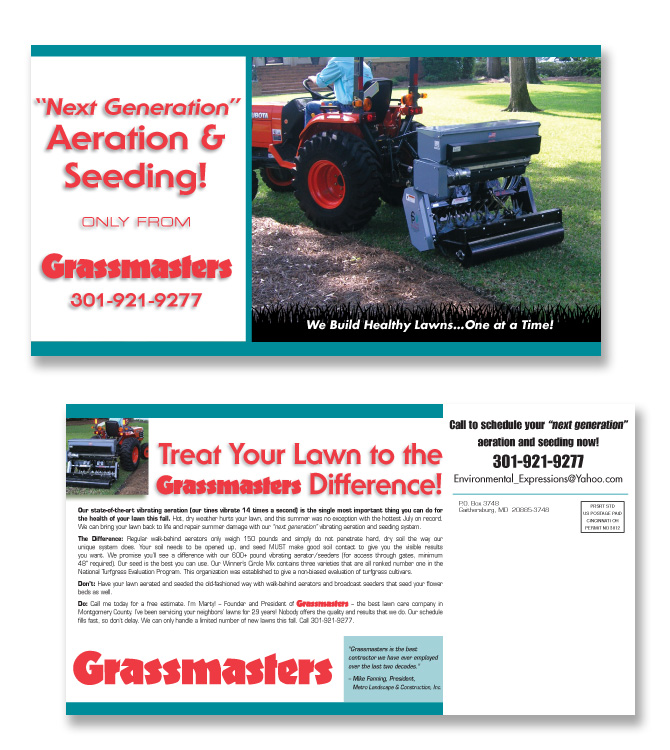 "Next Generation"
Aeration &
Seeding!
ONLY FROM
Grassmasters
301-921-9277
KUBOTA
We Build Healthy Lawns...One at a Time!
Treat Your Lawn to the
Grassmasters Difference!
Our state-of-the-art vibrating aeration (our tines vibrate 14 times a second) is the single most important thing you can do for
the health of your lawn this fall. Hot, dry weather hurts your lawn, and this summer was no exception with the hottest July on record.
We can bring your lawn back to life and repair summer damage with our "next generation" vibrating aeration and seeding system.
The Difference: Regular walk-behind aerators only weigh 150 pounds and simply do not penetrate hard, dry soil the way our
unique system does. Your soil needs to be opened up, and seed MUST make good soil contact to give you the visible results
you want. We promise you'll see a difference with our 600+ pound vibrating aerator/seeders (for access through gates, minimum
48" required). Our seed is the best you can use. Our Winner's Circle Mix contains three varieties that are all ranked number one in the
National Turfgrass Evaluation Program. This organization was established to give a non-biased evaluation of turfgrass cultivars.
Don't: Have your lawn aerated and seeded the old-fashioned way with walk-behind aerators and broadcast seeders that seed your flower
beds as well.
Do: Call me today for a free estimate. I'm Marty! – Founder and President of Grassmasters – the best lawn care company in
Montgomery County. I've been servicing your neighbors' lawns for 29 years! Nobody offers the quality and results that we do. Our schedule
fills fast, so don't delay. We can only handle a limited number of new lawns this fall. Call 301-921-9277.
Grassmasters
"Grassmasters is the best
contractor we have ever employed
over the last two decades."
– Mike Fanning, President,
Metro Landscape & Construction, Inc.
Call to schedule your "next generation"
aeration and seeding now!
301-921-9277
Environmental_Expressions@Yahoo.com
P.O. Box 3748
Gaithersburg, MD 20885-3748
PRSRT STD
US POSTAGE PAID
CINCINNATI OH